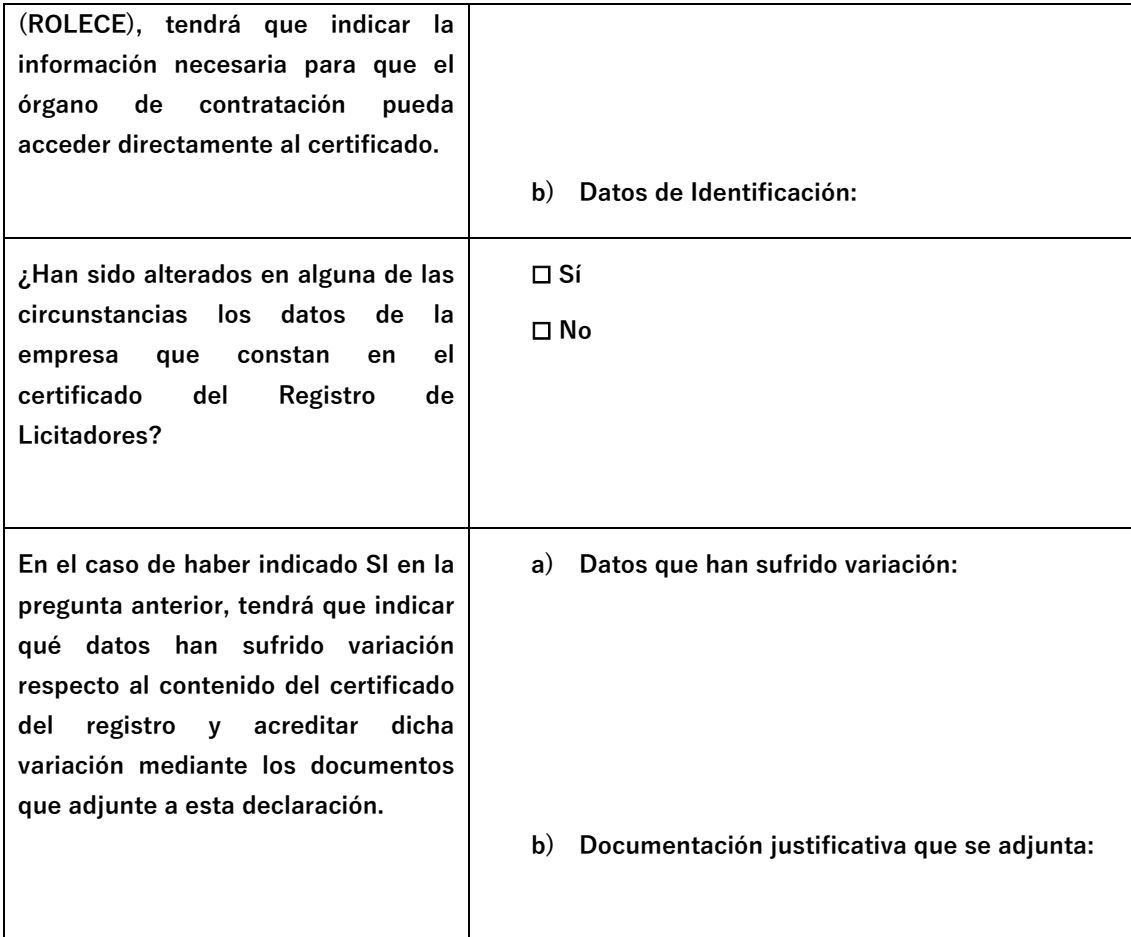 (ROLECE), tendrá que indicar la
información necesaria para que el
órgano de contratación pueda
acceder directamente al certificado.
b) Datos de Identificación:
¿Han sido alterados en alguna de las
circunstancias los datos de la
empresa que constan en el
certificado del Registro de
Licitadores?
☐ Sí
☐ No
En el caso de haber indicado SI en la
pregunta anterior, tendrá que indicar
qué datos han sufrido variación
respecto al contenido del certificado
del registro y acreditar dicha
variación mediante los documentos
que adjunte a esta declaración.
a) Datos que han sufrido variación:
b) Documentación justificativa que se adjunta: